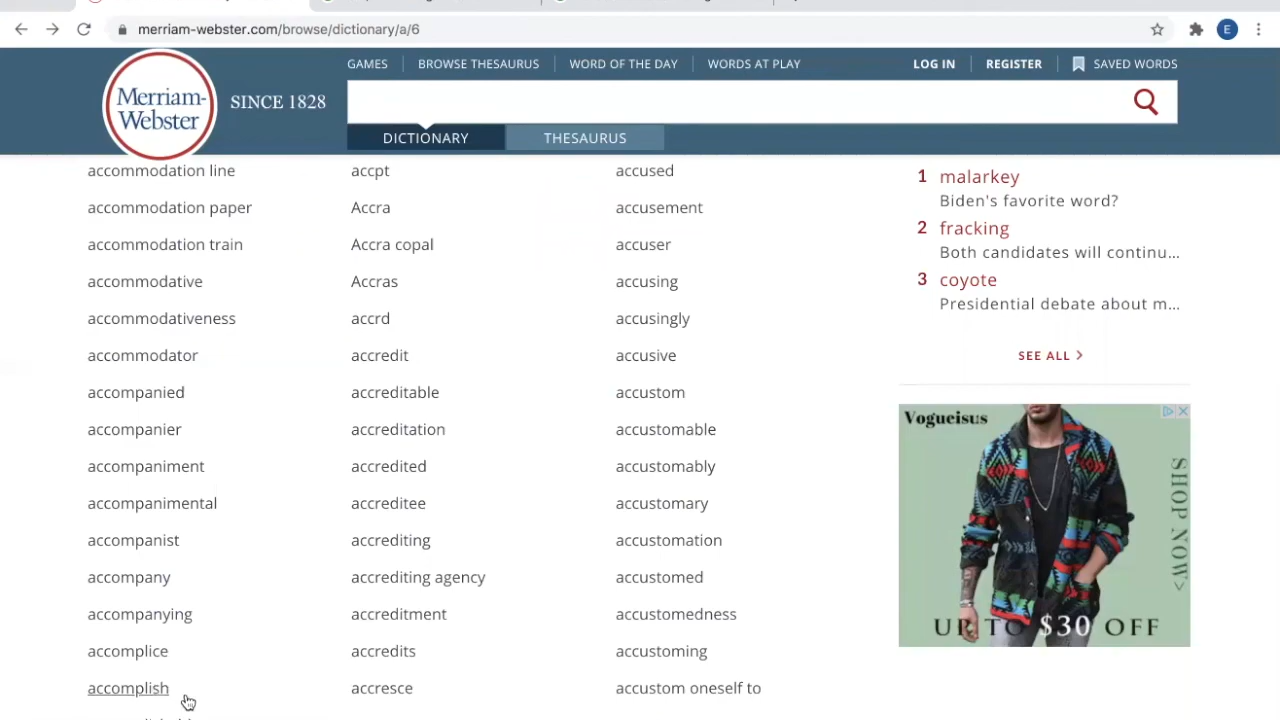 merriam-webster.com/browse/dictionary/a/6
E
GAMES
BROWSE THESAURUS
WORD OF THE DAY
WORDS AT PLAY
LOG IN
REGISTER
SAVED WORDS
Merriam-
Webster
SINCE 1828
DICTIONARY
THESAURUS
accommodation line
accommodation paper
accommodation train
accommodative
accommodativeness
accommodator
accompanied
accompanier
accompaniment
accompanimental
accompanist
accompany
accompanying
accomplice
accomplish
accpt
Accra
Accra copal
Accras
accrd
accredit
accreditable
accreditation
accredited
accreditee
accrediting
accrediting agency
accreditment
accredits
accresce
accused
accusement
accuser
accusing
accusingly
accusive
accustom
accustomable
accustomably
accustomary
accustomation
accustomed
accustomedness
accustoming
accustom oneself to
1 malarkey
Biden's favorite word?
2 fracking
Both candidates will continu...
3 coyote
Presidential debate about m...
SEE ALL >
Vogueisus
SHOP NOW>
UP TO $30 OFF